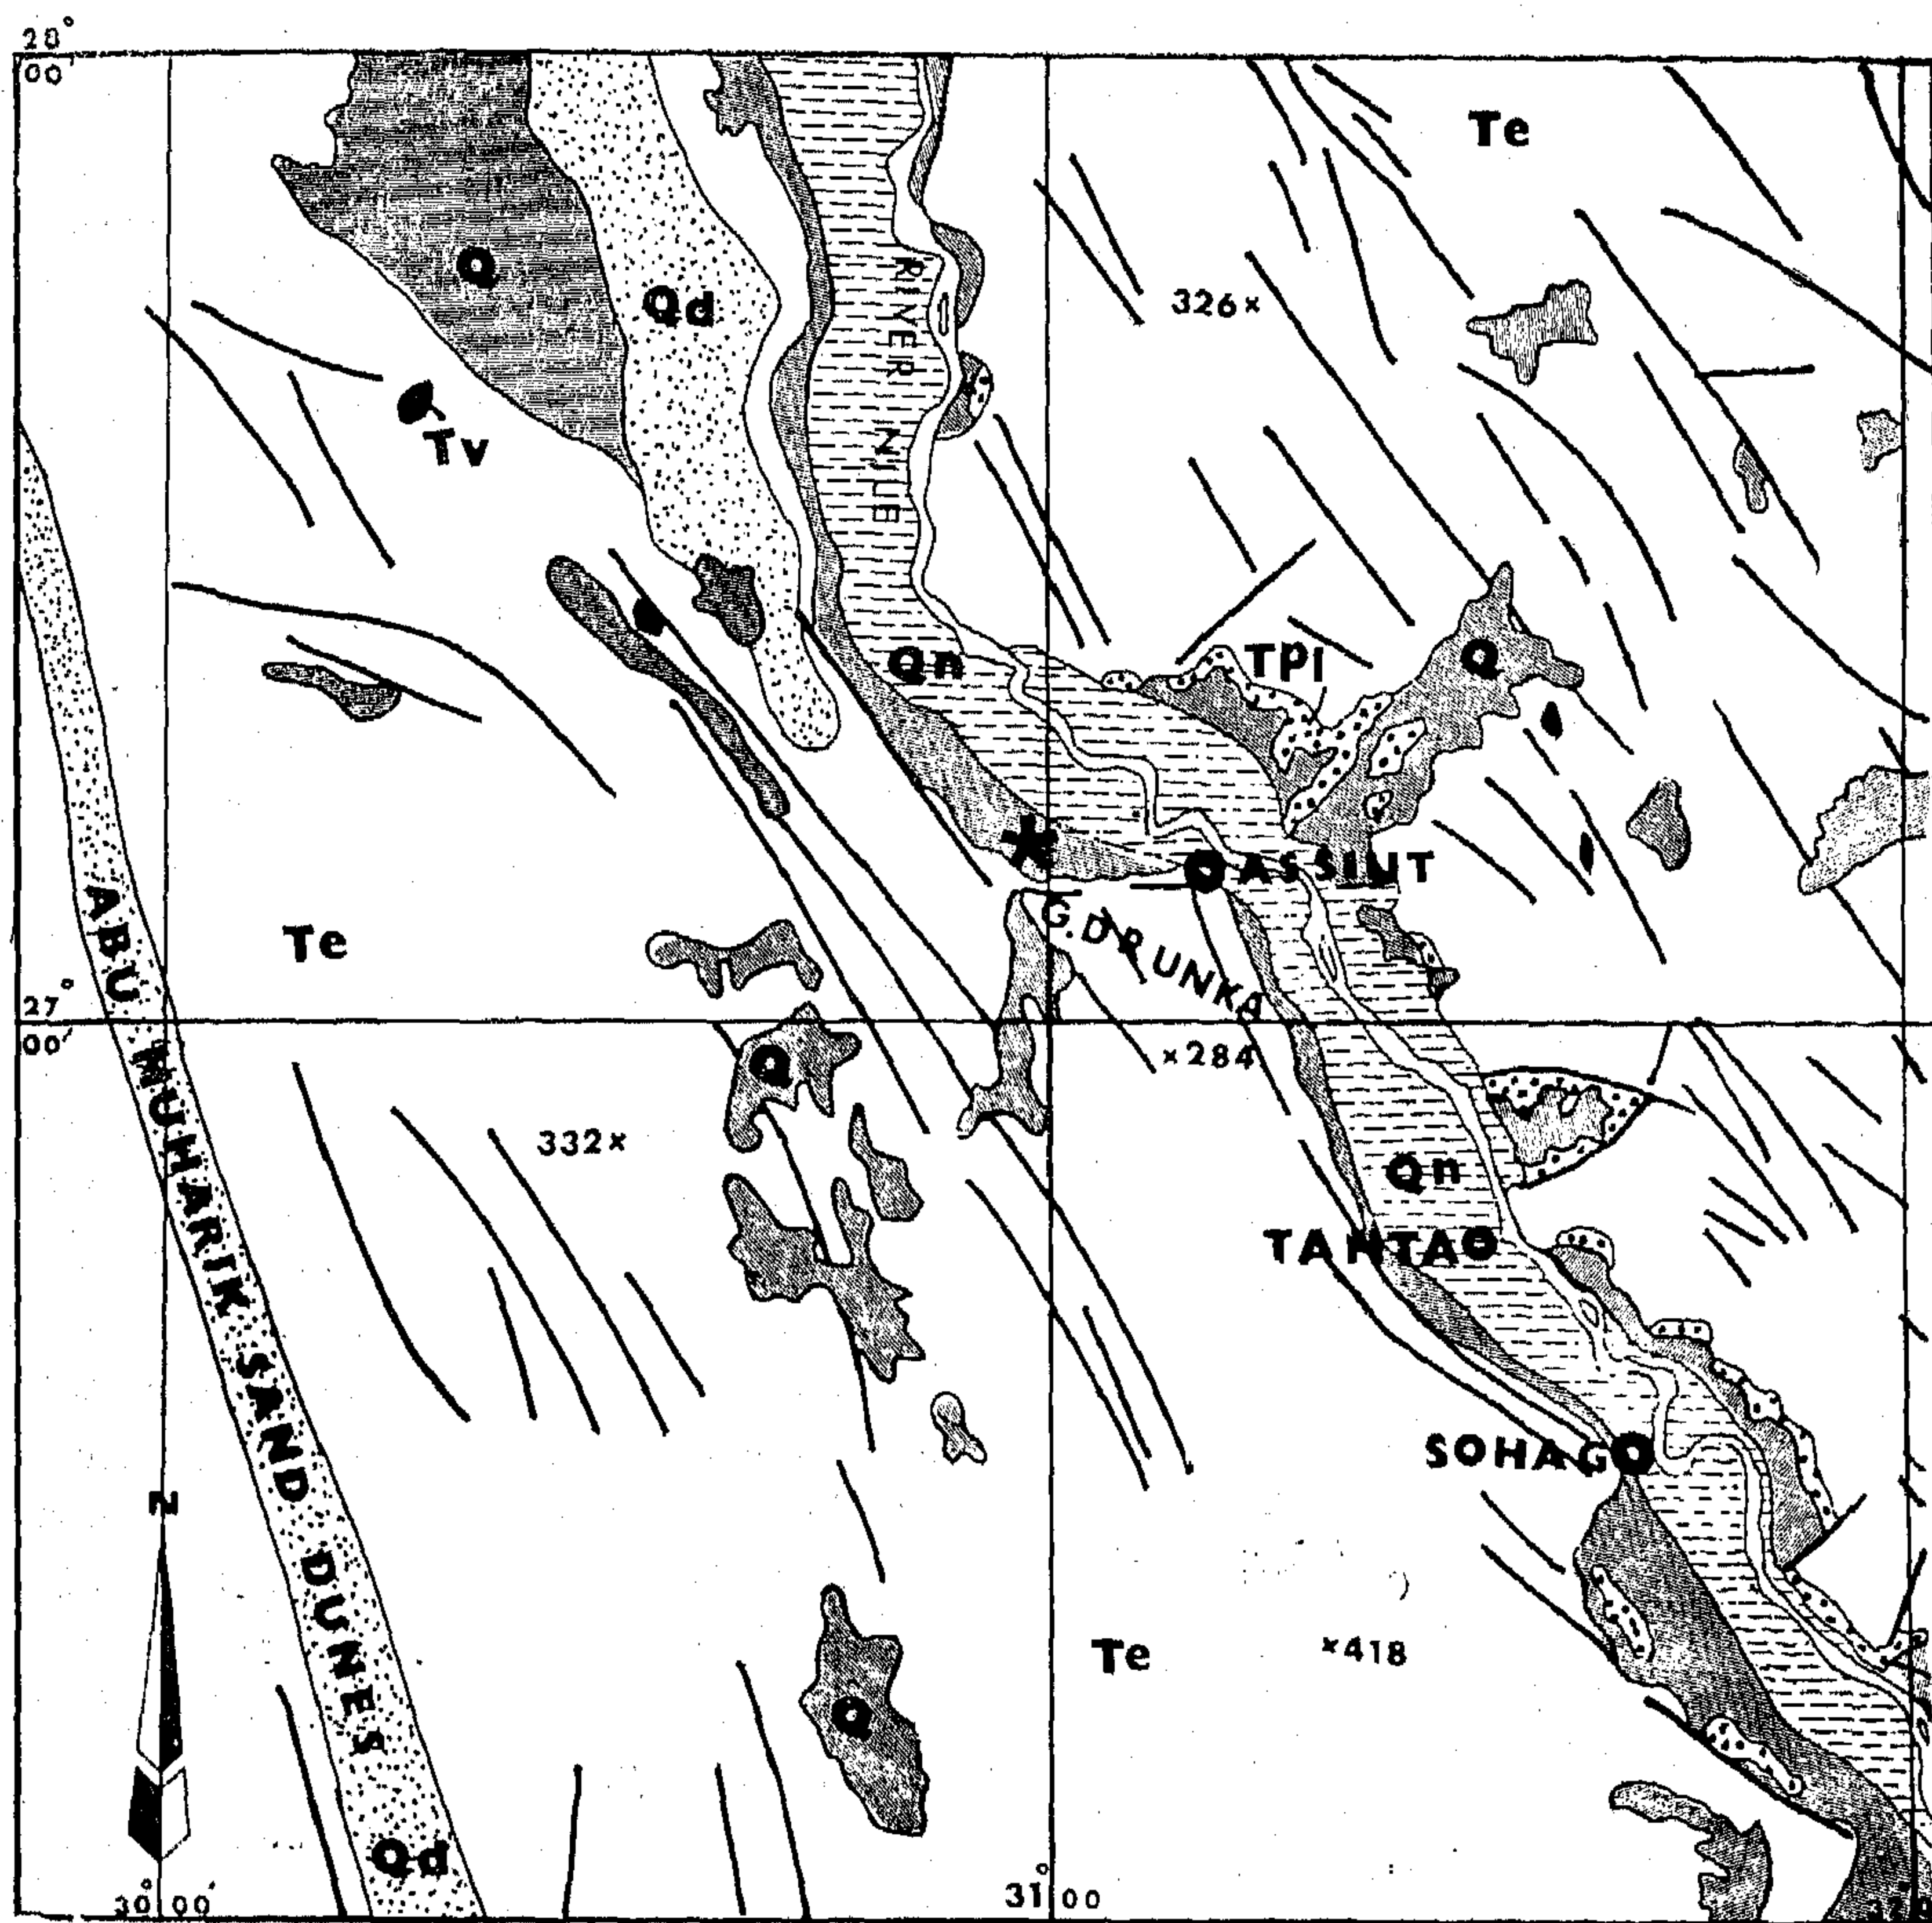 28°
00'
Te
Q
Qd
326×
RIVER NILE
Tv
Qn
TPl
Q
ASSIUT
G. DRUNKA
Te
ABU MUHARIK SAND DUNES
27°
00'
Q
×284
332×
Qn
TAHTA
SOHAG
N
Te
×418
Q
Qd
30°00'
31°00